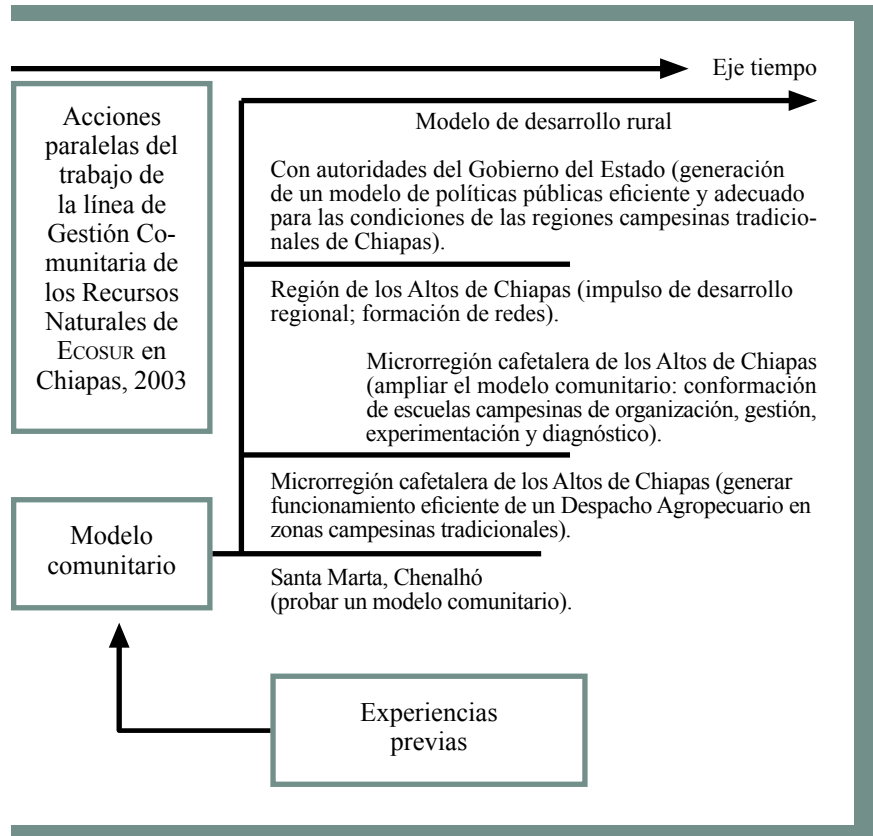 Eje tiempo
Acciones
paralelas del
trabajo de
la línea de
Gestión Co-
munitaria de
los Recursos
Naturales de
ECOSUR en
Chiapas, 2003
Modelo de desarrollo rural
Con autoridades del Gobierno del Estado (generación
de un modelo de políticas públicas eficiente y adecuado
para las condiciones de las regiones campesinas tradicio-
nales de Chiapas).
Región de los Altos de Chiapas (impulso de desarrollo
regional; formación de redes).
Microrregión cafetalera de los Altos de Chiapas
(ampliar el modelo comunitario: conformación
de escuelas campesinas de organización, gestión,
experimentación y diagnóstico).
Microrregión cafetalera de los Altos de Chiapas (generar
funcionamiento eficiente de un Despacho Agropecuario en
zonas campesinas tradicionales).
Modelo
comunitario
Santa Marta, Chenalhó
(probar un modelo comunitario).
Experiencias
previas